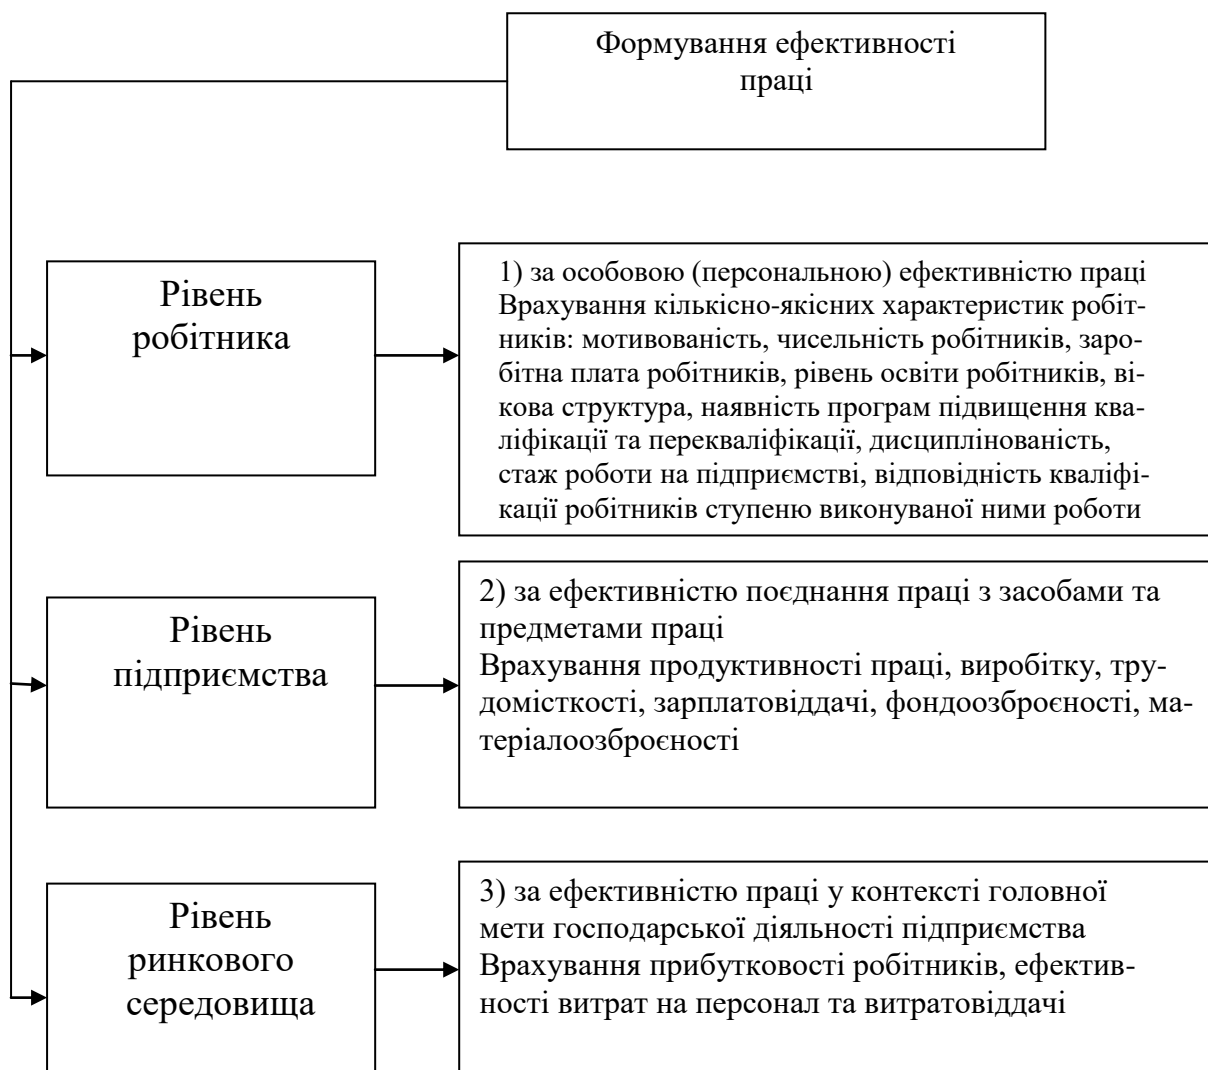 Формування ефективності
праці
Рівень
робітника
1) за особовою (персональною) ефективністю праці
Врахування кількісно-якісних характеристик робіт-
ників: мотивованість, чисельність робітників, заро-
бітна плата робітників, рівень освіти робітників, ві-
кова структура, наявність програм підвищення ква-
ліфікації та перекваліфікації, дисциплінованість,
стаж роботи на підприємстві, відповідність кваліфі-
кації робітників ступеню виконуваної ними роботи
Рівень
підприємства
2) за ефективністю поєднання праці з засобами та
предметами праці
Врахування продуктивності праці, виробітку, тру-
домісткості, зарплатовіддачі, фондоозброєності, ма-
теріалоозброєності
Рівень
ринкового
середовища
3) за ефективністю праці у контексті головної
мети господарської діяльності підприємства
Врахування прибутковості робітників, ефектив-
ності витрат на персонал та витратовіддачі